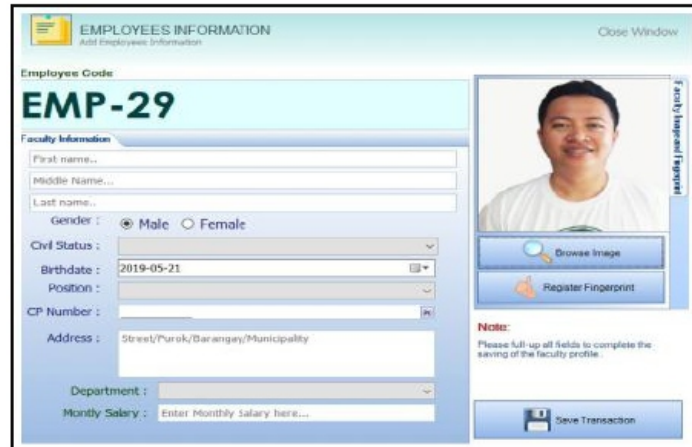 EMPLOYEES INFORMATION
Add Employees Information
Close Window
Employee Code
EMP-29
Faculty Information
First name..
Middle Name...
Last name..
Gender :
Male
Female
Civil Status :
Birthdate :
2019-05-21
Position :
CP Number :
Address :
Street/Purok/Barangay/Municipality
Department :
Montly Salary :
Enter Monthly Salary here...
Faculty Image and Fingerprint
Browse Image
Register Fingerprint
Note:
Please full-up all fields to complete the
saving of the faculty profile .
Save Transaction